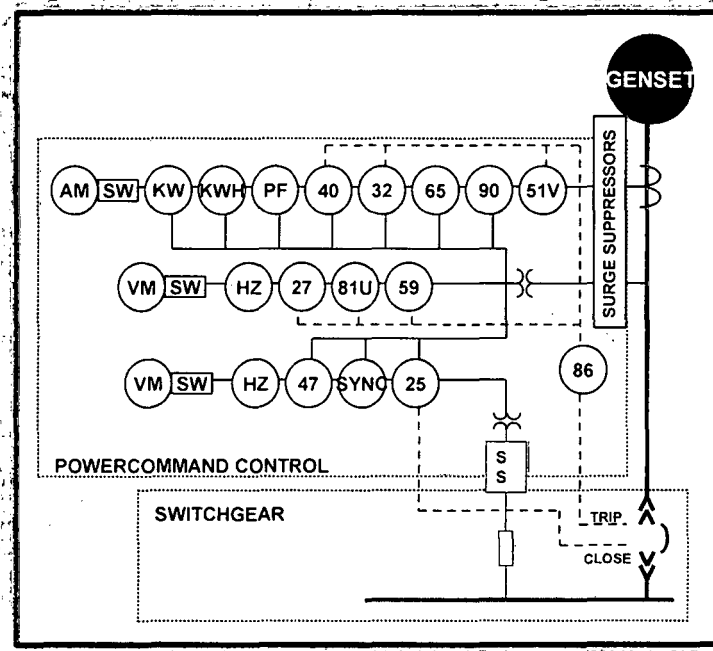 GENSET
SURGE SUPPRESSORS
AM SW KW KWH PF 40 32 65 90 51V
VM SW HZ 27 81U 59
VM SW HZ 47 SYNC 25
86
POWERCOMMAND CONTROL
S
S
SWITCHGEAR
TRIP
CLOSE